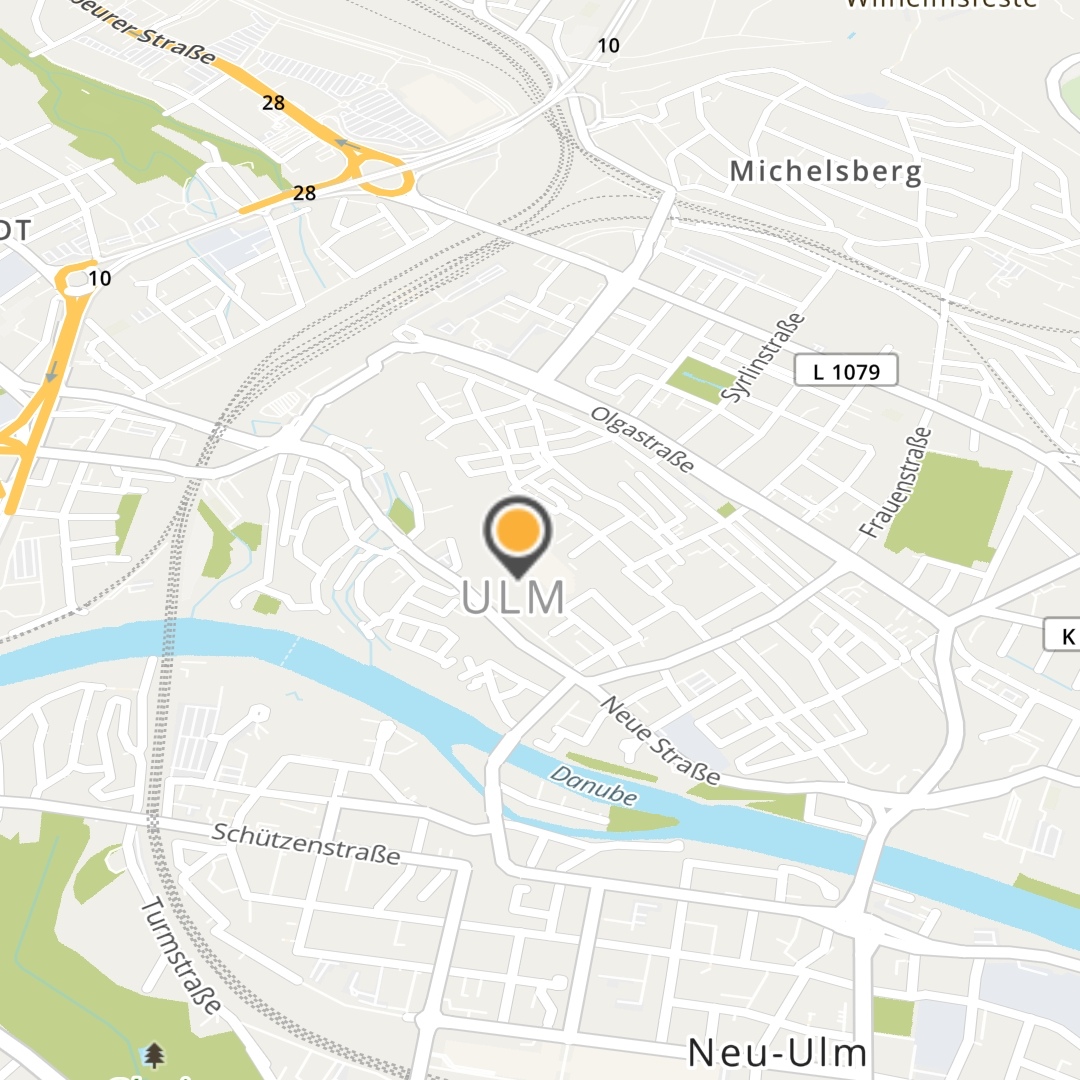 10
28
28
Michelsberg
10
Syrlinstraße
L 1079
Olgastraße
Frauenstraße
ULM
K
Neue Straße
Danube
Schützenstraße
Turmstraße
Neu-Ulm